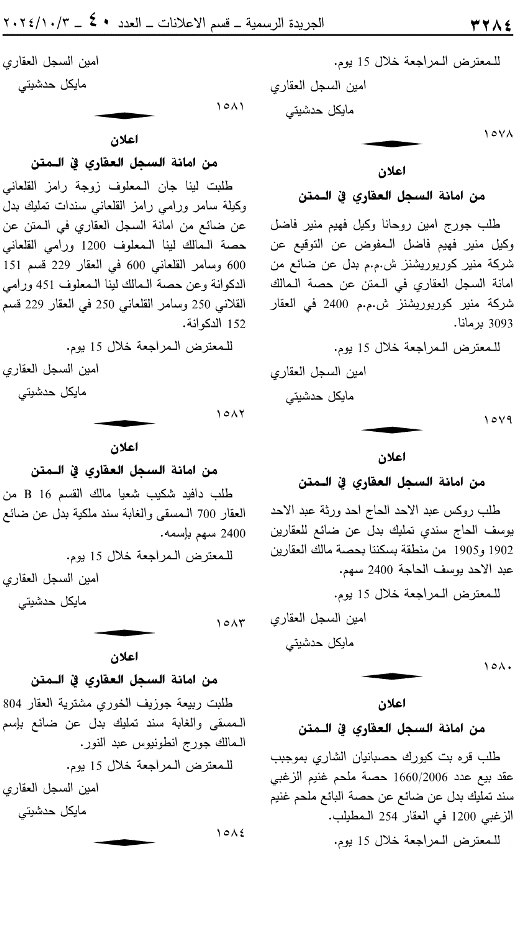 ٣٢٨٤ الجريدة الرسمية ــ قسم الاعلانات ــ العدد ٤٠ ــ ٢٠٢٤/١٠/٣
للمعترض المراجعة خلال 15 يوم.
امين السجل العقاري
مايكل حدشيتي
١٥٧٨
اعلان
من امانة السجل العقاري في المتن
طلب جورج امين روحانا وكيل فهيم منير فاضل
وكيل منير فهيم فاضل المفوض عن التوقيع عن
شركة منير كوربوريشنز ش.م.م بدل عن ضائع من
امانة السجل العقاري في المتن عن حصة المالك
شركة منير كوربوريشنز ش.م.م 2400 في العقار
3093 برمانا.
للمعترض المراجعة خلال 15 يوم.
امين السجل العقاري
مايكل حدشيتي
١٥٧٩
اعلان
من امانة السجل العقاري في المتن
طلب روكس عبد الاحد الحاج احد ورثة عبد الاحد
يوسف الحاج سندي تمليك بدل عن ضائع للعقارين
1902 و1905 من منطقة بسكنتا بحصة مالك العقارين
عبد الاحد يوسف الحاجة 2400 سهم.
للمعترض المراجعة خلال 15 يوم.
امين السجل العقاري
مايكل حدشيتي
١٥٨٠
اعلان
من امانة السجل العقاري في المتن
طلب قره بت كيورك حصبانيان الشاري بموجبب
عقد بيع عدد 1660/2006 حصة ملحم غنيم الزغبي
سند تمليك بدل عن ضائع عن حصة البائع ملحم غنيم
الزغبي 1200 في العقار 254 المطيلب.
للمعترض المراجعة خلال 15 يوم.
امين السجل العقاري
مايكل حدشيتي
١٥٨١
اعلان
من امانة السجل العقاري في المتن
طلبت لينا جان المعلوف زوجة رامز القلعاني
وكيلة سامر ورامي رامز القلعاني سندات تمليك بدل
عن ضائع من امانة السجل العقاري في المتن عن
حصة المالك لينا المعلوف 1200 ورامي القلعاني
600 وسامر القلعاني 600 في العقار 229 قسم 151
الدكوانة وعن حصة المالك لينا المعلوف 451 ورامي
القلاني 250 وسامر القلعاني 250 في العقار 229 قسم
152 الدكوانة.
للمعترض المراجعة خلال 15 يوم.
امين السجل العقاري
مايكل حدشيتي
١٥٨٢
اعلان
من امانة السجل العقاري في المتن
طلب دافيد شكيب شعيا مالك القسم 16 B من
العقار 700 المسقى والغابة سند ملكية بدل عن ضائع
2400 سهم بإسمه.
للمعترض المراجعة خلال 15 يوم.
امين السجل العقاري
مايكل حدشيتي
١٥٨٣
اعلان
من امانة السجل العقاري في المتن
طلبت ربيعة جوزيف الخوري مشترية العقار 804
المسقى والغابة سند تمليك بدل عن ضائع بإسم
المالك جورج انطونيوس عبد النور.
للمعترض المراجعة خلال 15 يوم.
امين السجل العقاري
مايكل حدشيتي
١٥٨٤